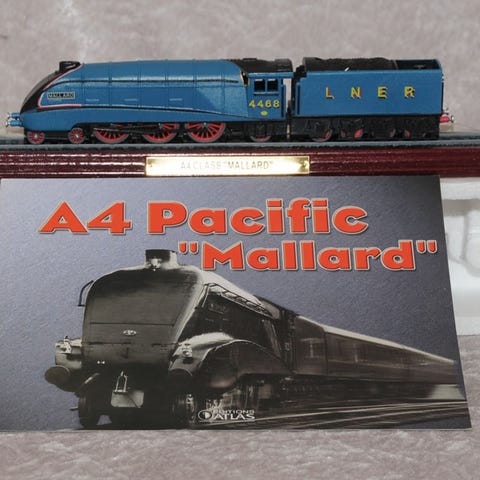 MALLARD
4468
L N E R
A4 CLASS "MALLARD"
A4 Pacific
"Mallard"
EDITIONS
ATLAS